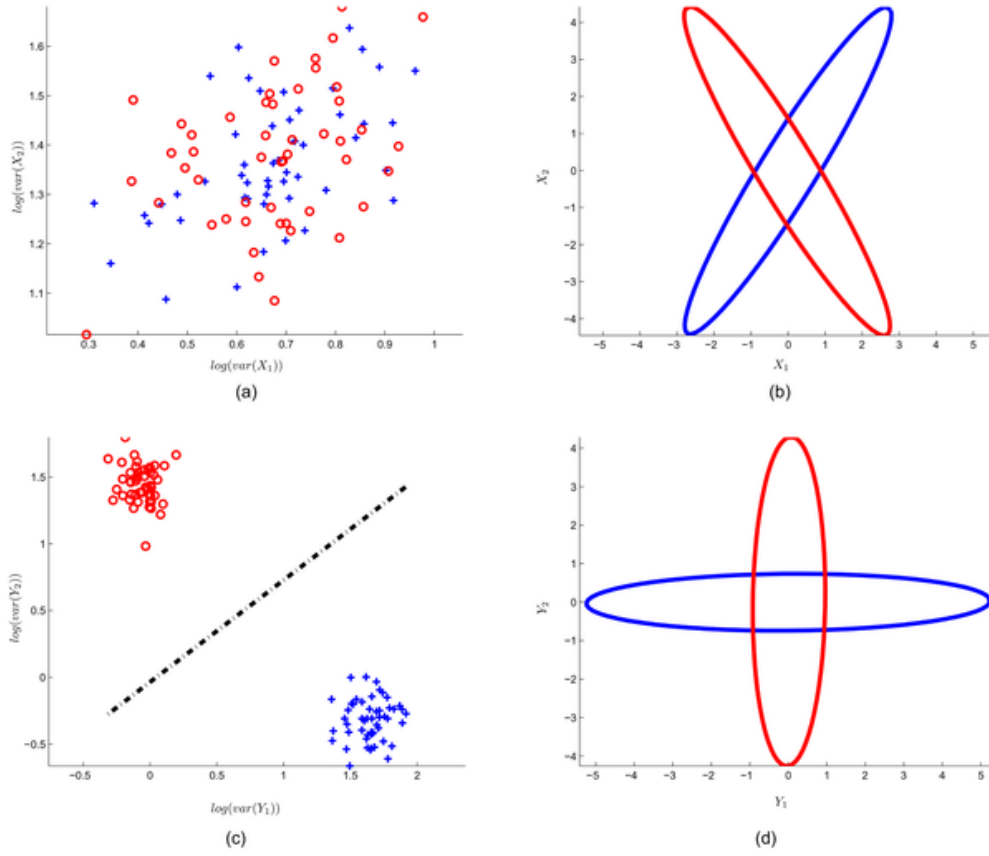 1.6
1.5
1.4
1.3
1.2
1.1
log(var(X₂))
0.3 0.4 0.5 0.6 0.7 0.8 0.9 1
log(var(X₁))
(a)
4
3
2
1
0
−1
−2
−3
−4
X₂
−5 −4 −3 −2 −1 0 1 2 3 4 5
X₁
(b)
1.5
1
0.5
0
−0.5
log(var(Y₂))
−0.5 0 0.5 1 1.5 2
log(var(Y₁))
(c)
4
3
2
1
0
−1
−2
−3
−4
Y₂
−5 −4 −3 −2 −1 0 1 2 3 4 5
Y₁
(d)